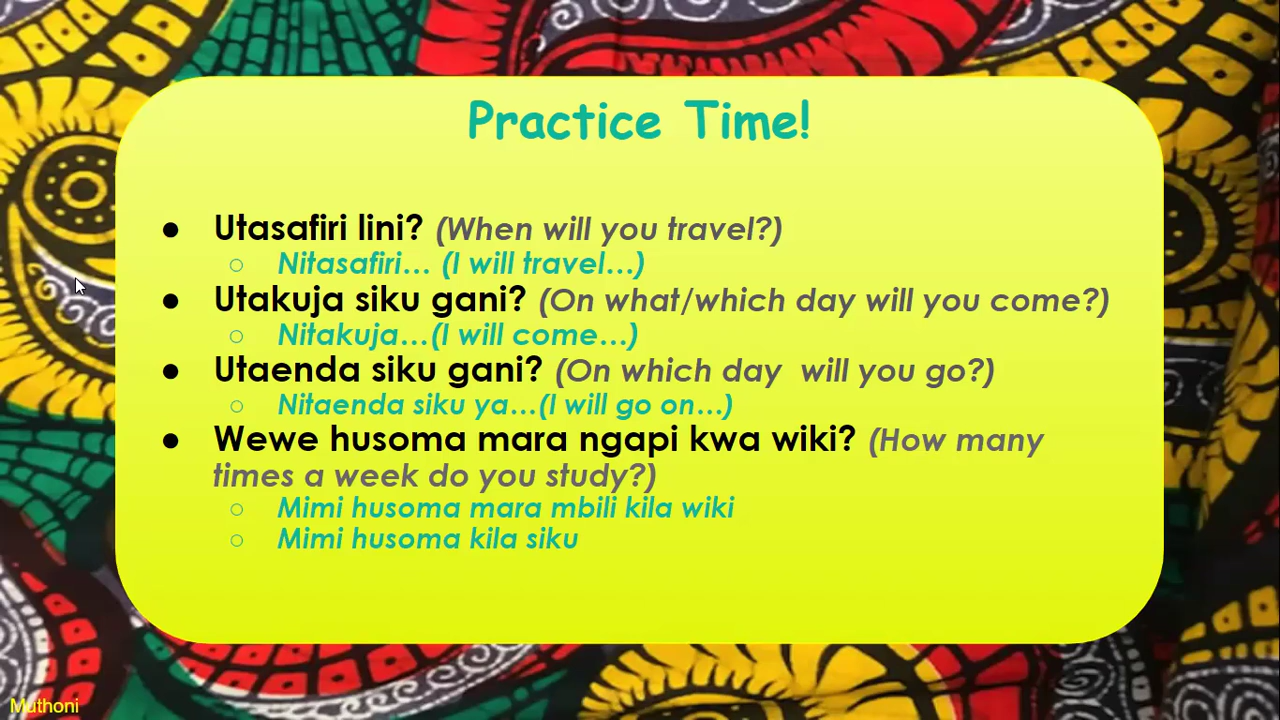 Practice Time!
● Utasafiri lini? (When will you travel?)
○ Nitasafiri… (I will travel…)
● Utakuja siku gani? (On what/which day will you come?)
○ Nitakuja…(I will come…)
● Utaenda siku gani? (On which day will you go?)
○ Nitaenda siku ya…(I will go on…)
● Wewe husoma mara ngapi kwa wiki? (How many
times a week do you study?)
○ Mimi husoma mara mbili kila wiki
○ Mimi husoma kila siku
Muthoni